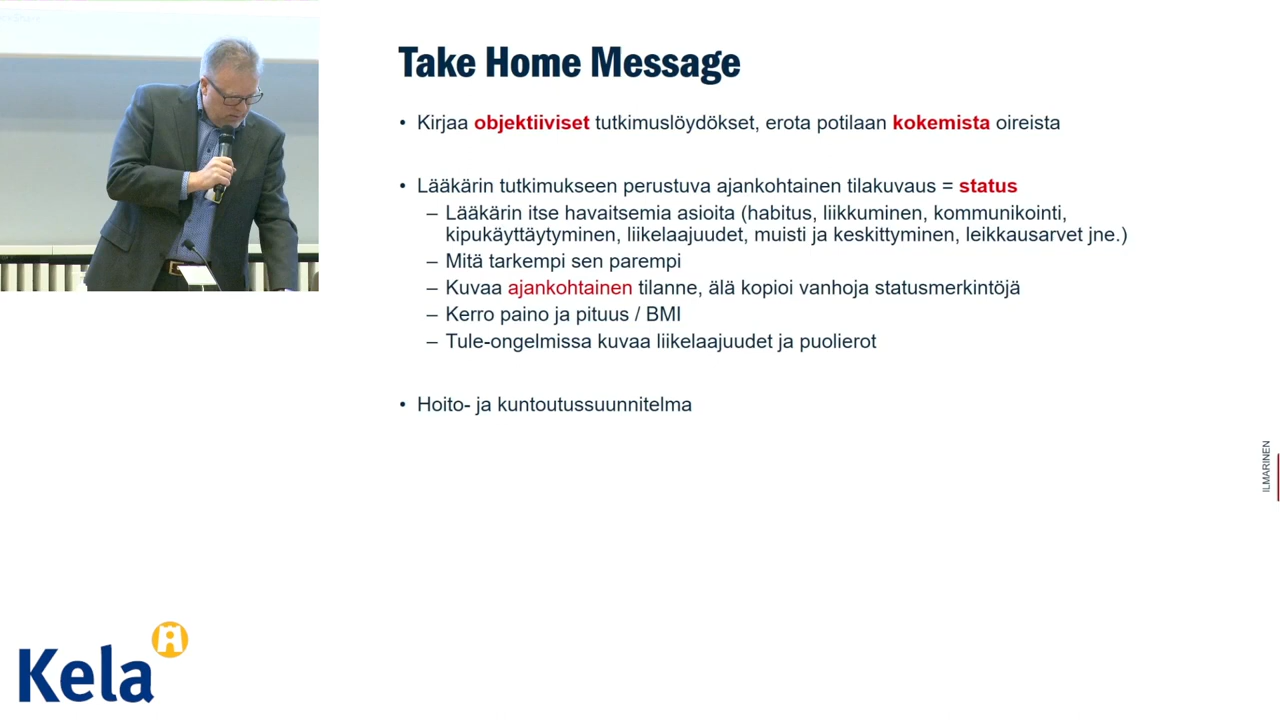 Take Home Message
• Kirjaa objektiiviset tutkimuslöydökset, erota potilaan kokemista oireista
• Lääkärin tutkimukseen perustuva ajankohtainen tilakuvaus = status
– Lääkärin itse havaitsemia asioita (habitus, liikkuminen, kommunikointi,
kipukäyttäytyminen, liikelaajuudet, muisti ja keskittyminen, leikkausarvet jne.)
– Mitä tarkempi sen parempi
– Kuvaa ajankohtainen tilanne, älä kopioi vanhoja statusmerkintöjä
– Kerro paino ja pituus / BMI
– Tule-ongelmissa kuvaa liikelaajuudet ja puolierot
• Hoito- ja kuntoutussuunnitelma
ILMARINEN
Kela